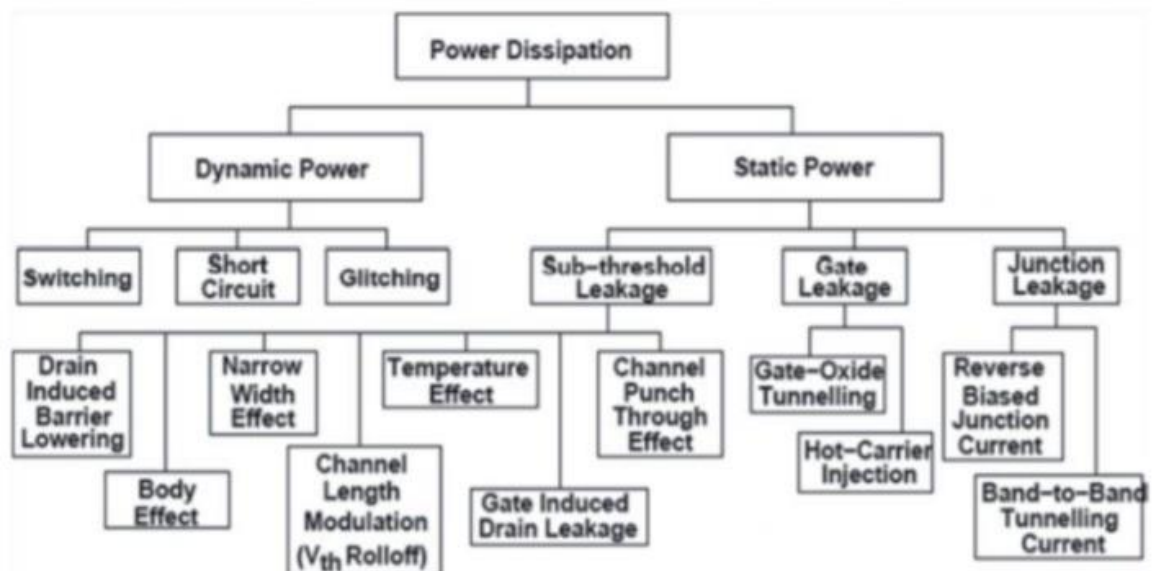 Power Dissipation
Dynamic Power
Static Power
Switching
Short
Circuit
Glitching
Sub-threshold
Leakage
Gate
Leakage
Junction
Leakage
Drain
Induced
Barrier
Lowering
Body
Effect
Narrow
Width
Effect
Channel
Length
Modulation
(Vth Rolloff)
Temperature
Effect
Gate Induced
Drain Leakage
Channel
Punch
Through
Effect
Gate-Oxide
Tunnelling
Hot-Carrier
Injection
Reverse
Biased
Junction
Current
Band-to-Band
Tunnelling
Current